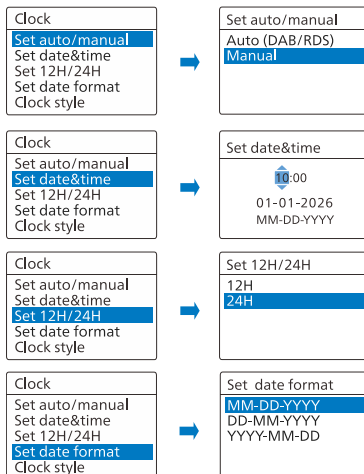 Clock
Set auto/manual
Set date&time
Set 12H/24H
Set date format
Clock style
Set auto/manual
Auto (DAB/RDS)
Manual
Clock
Set auto/manual
Set date&time
Set 12H/24H
Set date format
Clock style
Set date&time
10:00
01-01-2026
MM-DD-YYYY
Clock
Set auto/manual
Set date&time
Set 12H/24H
Set date format
Clock style
Set 12H/24H
12H
24H
Clock
Set auto/manual
Set date&time
Set 12H/24H
Set date format
Clock style
Set date format
MM-DD-YYYY
DD-MM-YYYY
YYYY-MM-DD